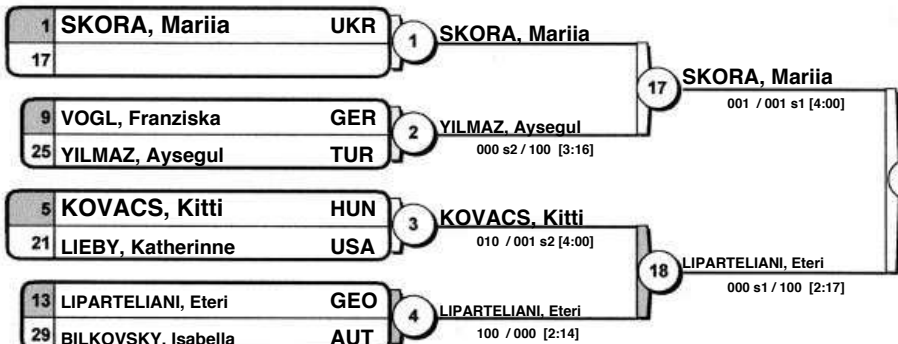 1 SKORA, Mariia UKR
17
1
SKORA, Mariia
9 VOGL, Franziska GER
25 YILMAZ, Aysegul TUR
2
YILMAZ, Aysegul
000 s2 / 100 [3:16]
17
SKORA, Mariia
001 / 001 s1 [4:00]
5 KOVACS, Kitti HUN
21 LIEBY, Katherinne USA
3
KOVACS, Kitti
010 / 001 s2 [4:00]
13 LIPARTELIANI, Eteri GEO
29 BILKOVSKY, Isabella AUT
4
LIPARTELIANI, Eteri
100 / 000 [2:14]
18
LIPARTELIANI, Eteri
000 s1 / 100 [2:17]